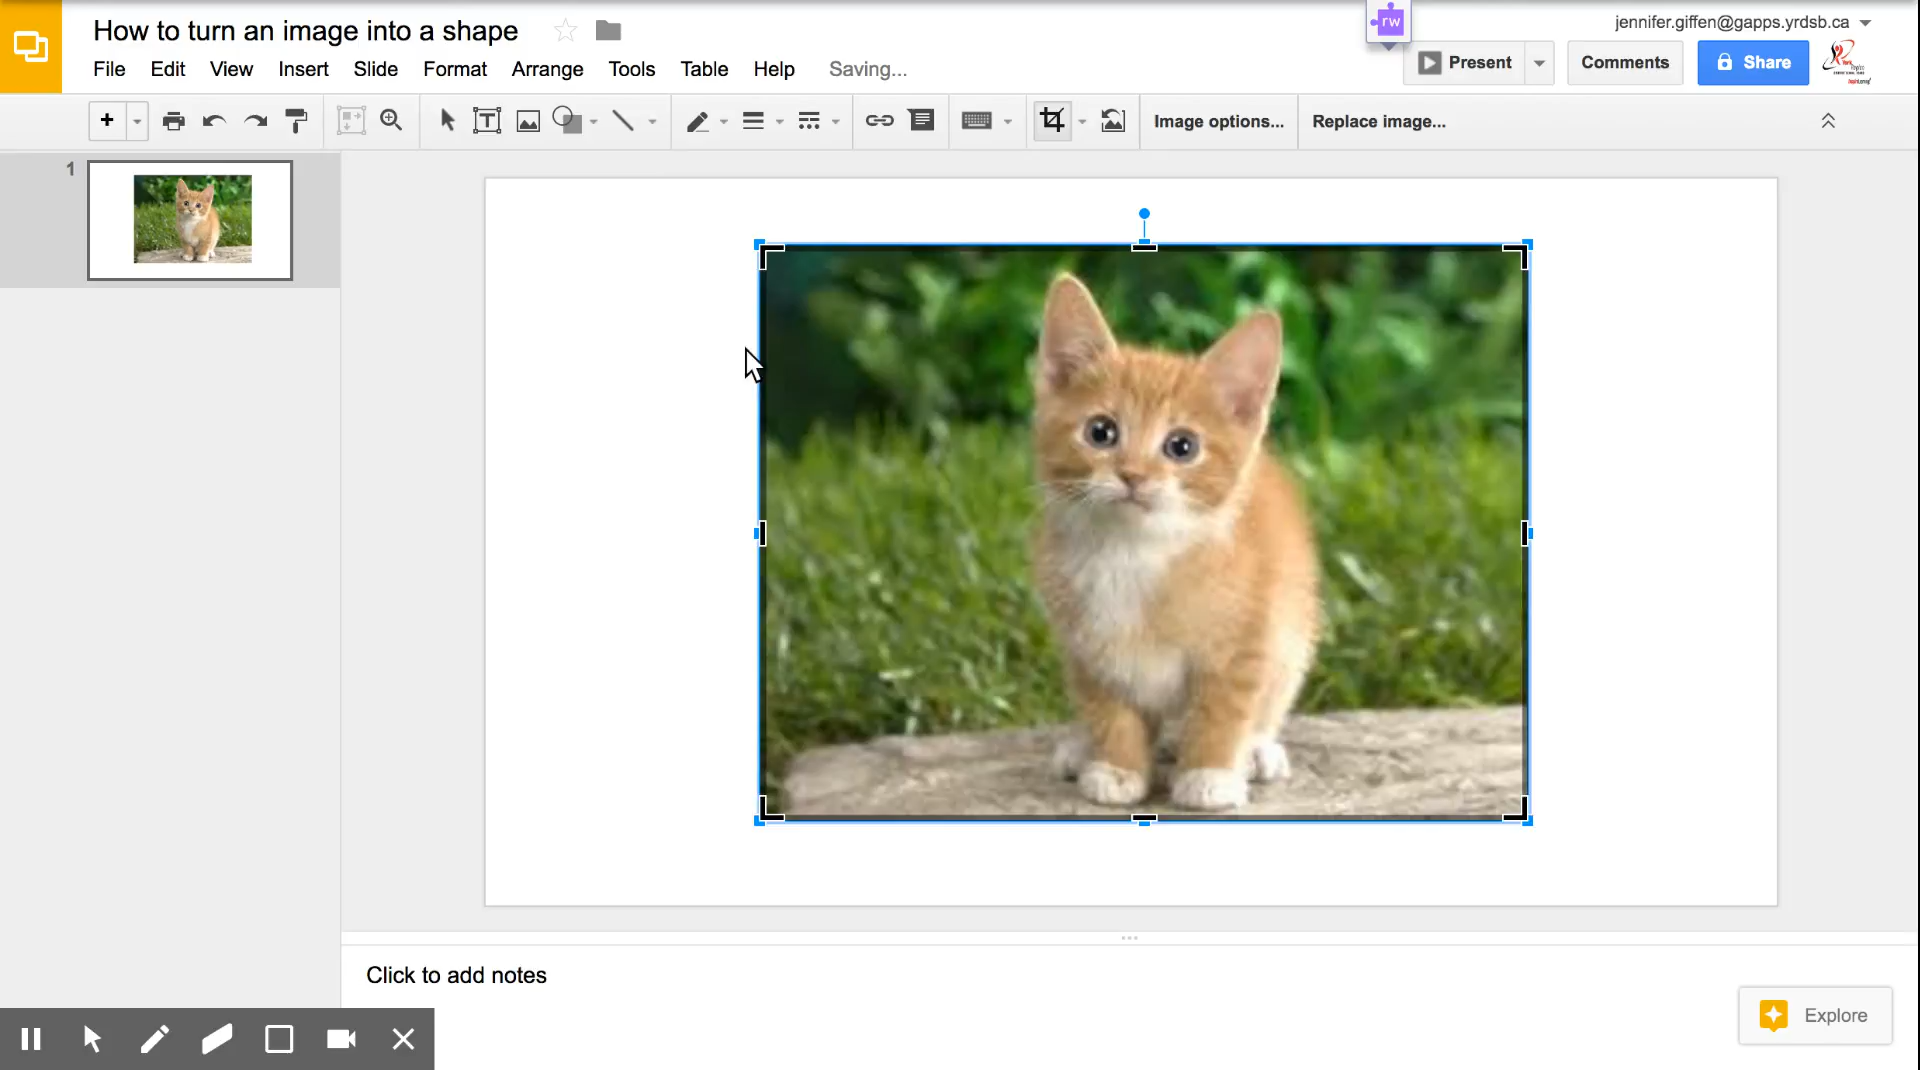 How to turn an image into a shape
rw
jennifer.giffen@gapps.yrdsb.ca
File Edit View Insert Slide Format Arrange Tools Table Help Saving...
Present Comments Share
Image options... Replace image...
1
Click to add notes
Explore